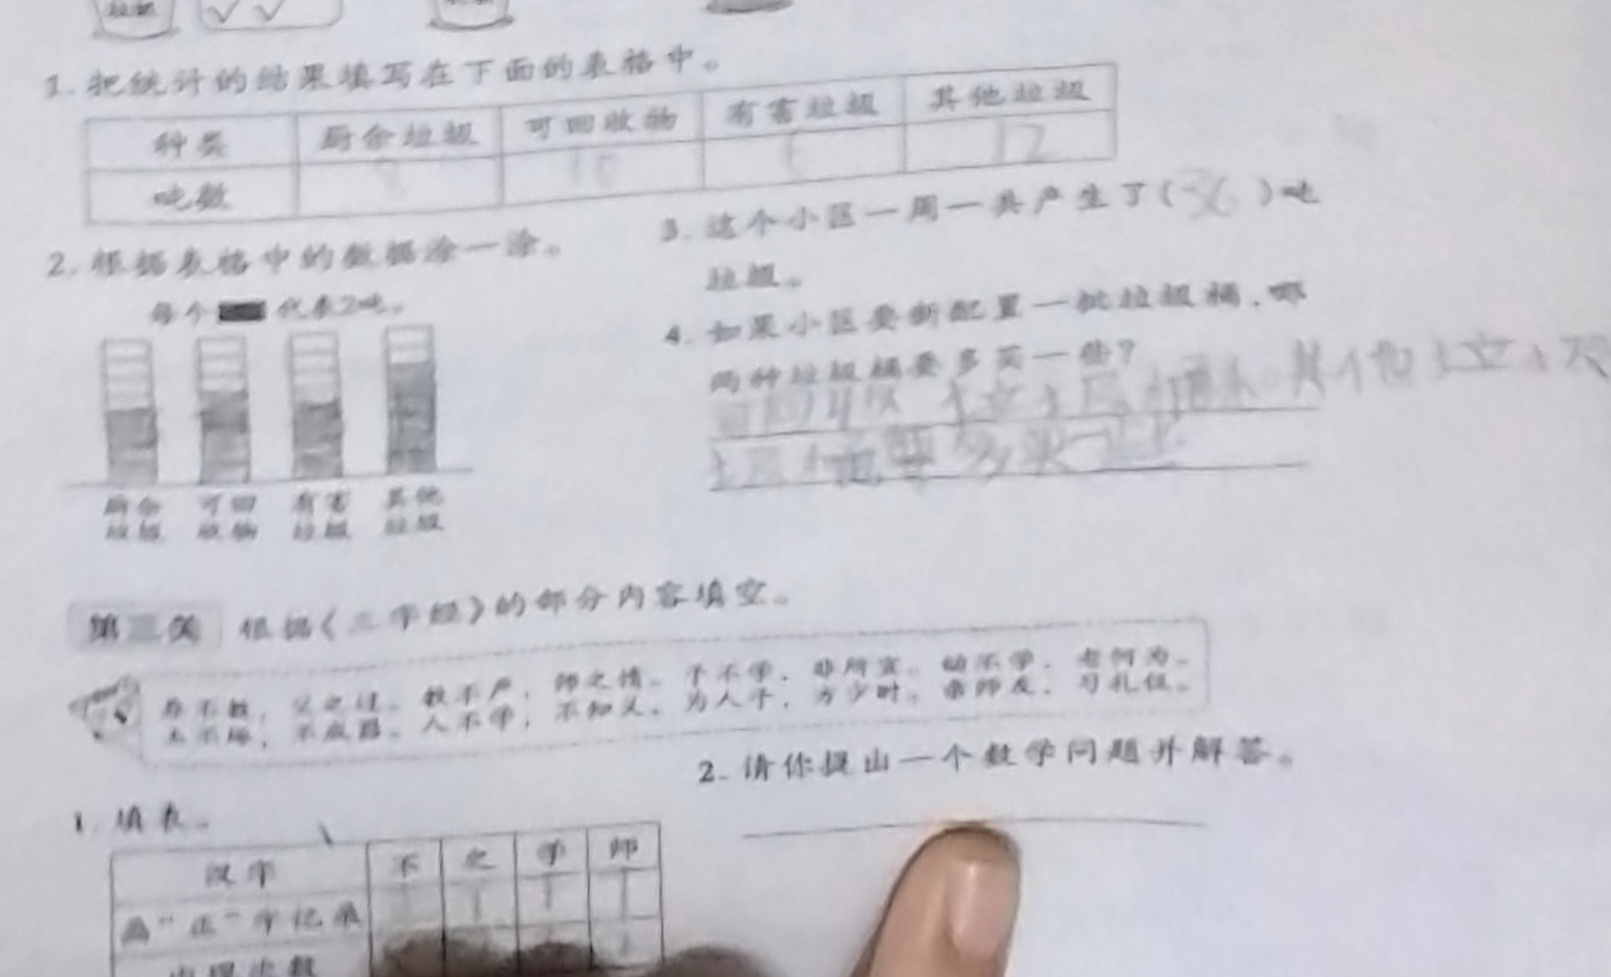 1.把统计的结果填写在下面的表格中。
种类 厨余垃圾 可回收物 有害垃圾 其他垃圾
吨数 8 10 6 12
2.根据表格中的数据涂一涂。
每个 代表2吨。
厨余垃圾 可回收物 有害垃圾 其他垃圾
3.这个小区一周一共产生了(36)吨
垃圾。
4.如果小区要新配置一批垃圾桶,哪
两种垃圾桶要多买一些?
可回收垃圾桶 其他垃圾
圾桶要多买一些
第三关 根据《三字经》的部分内容填空。
养不教,父之过。教不严,师之惰。子不学,非所宜。幼不学,老何为。
玉不琢,不成器。人不学,不知义。为人子,方少时。亲师友,习礼仪。
1.填表。
汉字 不 之 学 师
画“正”字记录
出现次数
2.请你提出一个数学问题并解答。